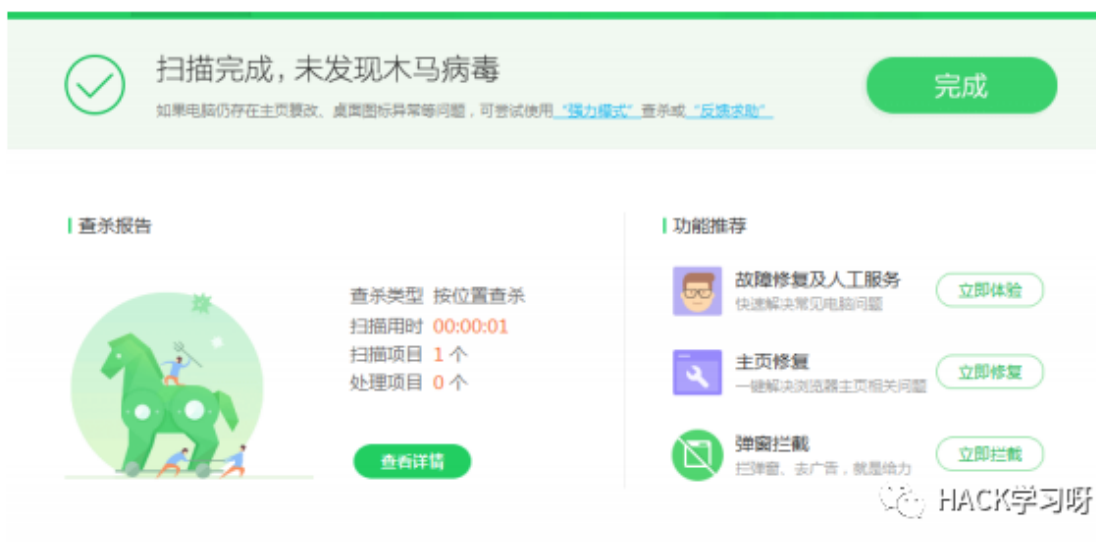 扫描完成，未发现木马病毒
如果电脑仍存在主页篡改、桌面图标异常等问题，可尝试使用“强力模式”查杀或“反馈求助”
完成
查杀报告
查杀类型 按位置查杀
扫描用时 00:00:01
扫描项目 1 个
处理项目 0 个
查看详情
功能推荐
故障修复及人工服务
快速解决常见电脑问题
立即体验
主页修复
一键解决浏览器主页相关问题
立即修复
弹窗拦截
拦弹窗、去广告，就是给力
立即拦截
HACK学习呀